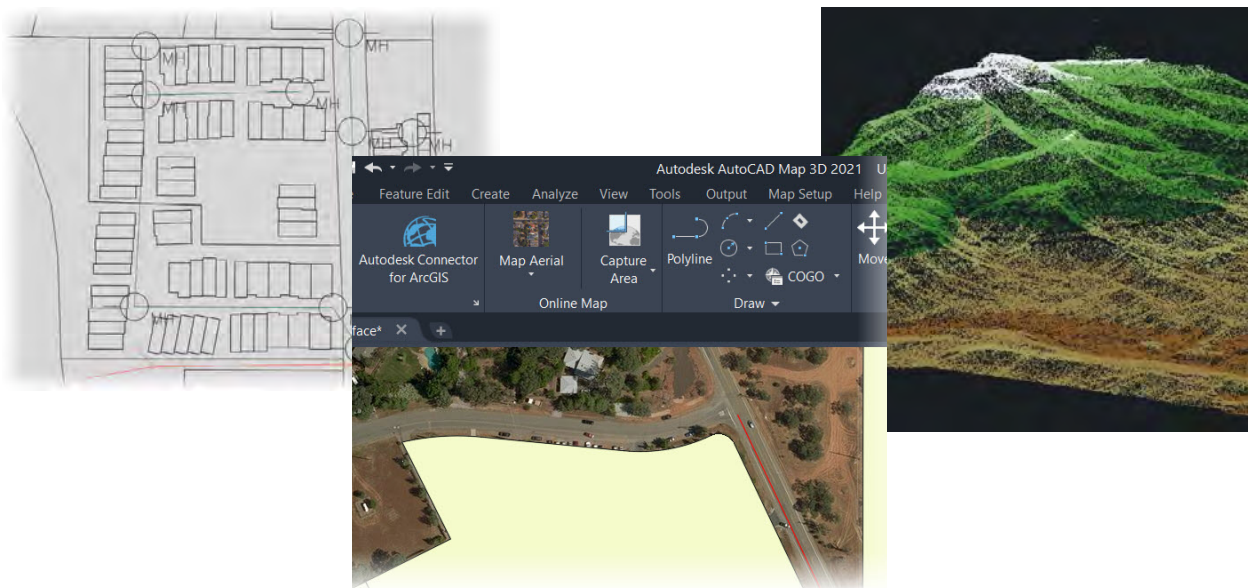 MH
MH
MH
MH
MH
MH
MH
Autodesk AutoCAD Map 3D 2021 U
Feature Edit Create Analyze View Tools Output Map Setup Help
Autodesk Connector
for ArcGIS
Map Aerial
Capture
Area
Polyline
COGO
Move
Online Map
Draw
face*